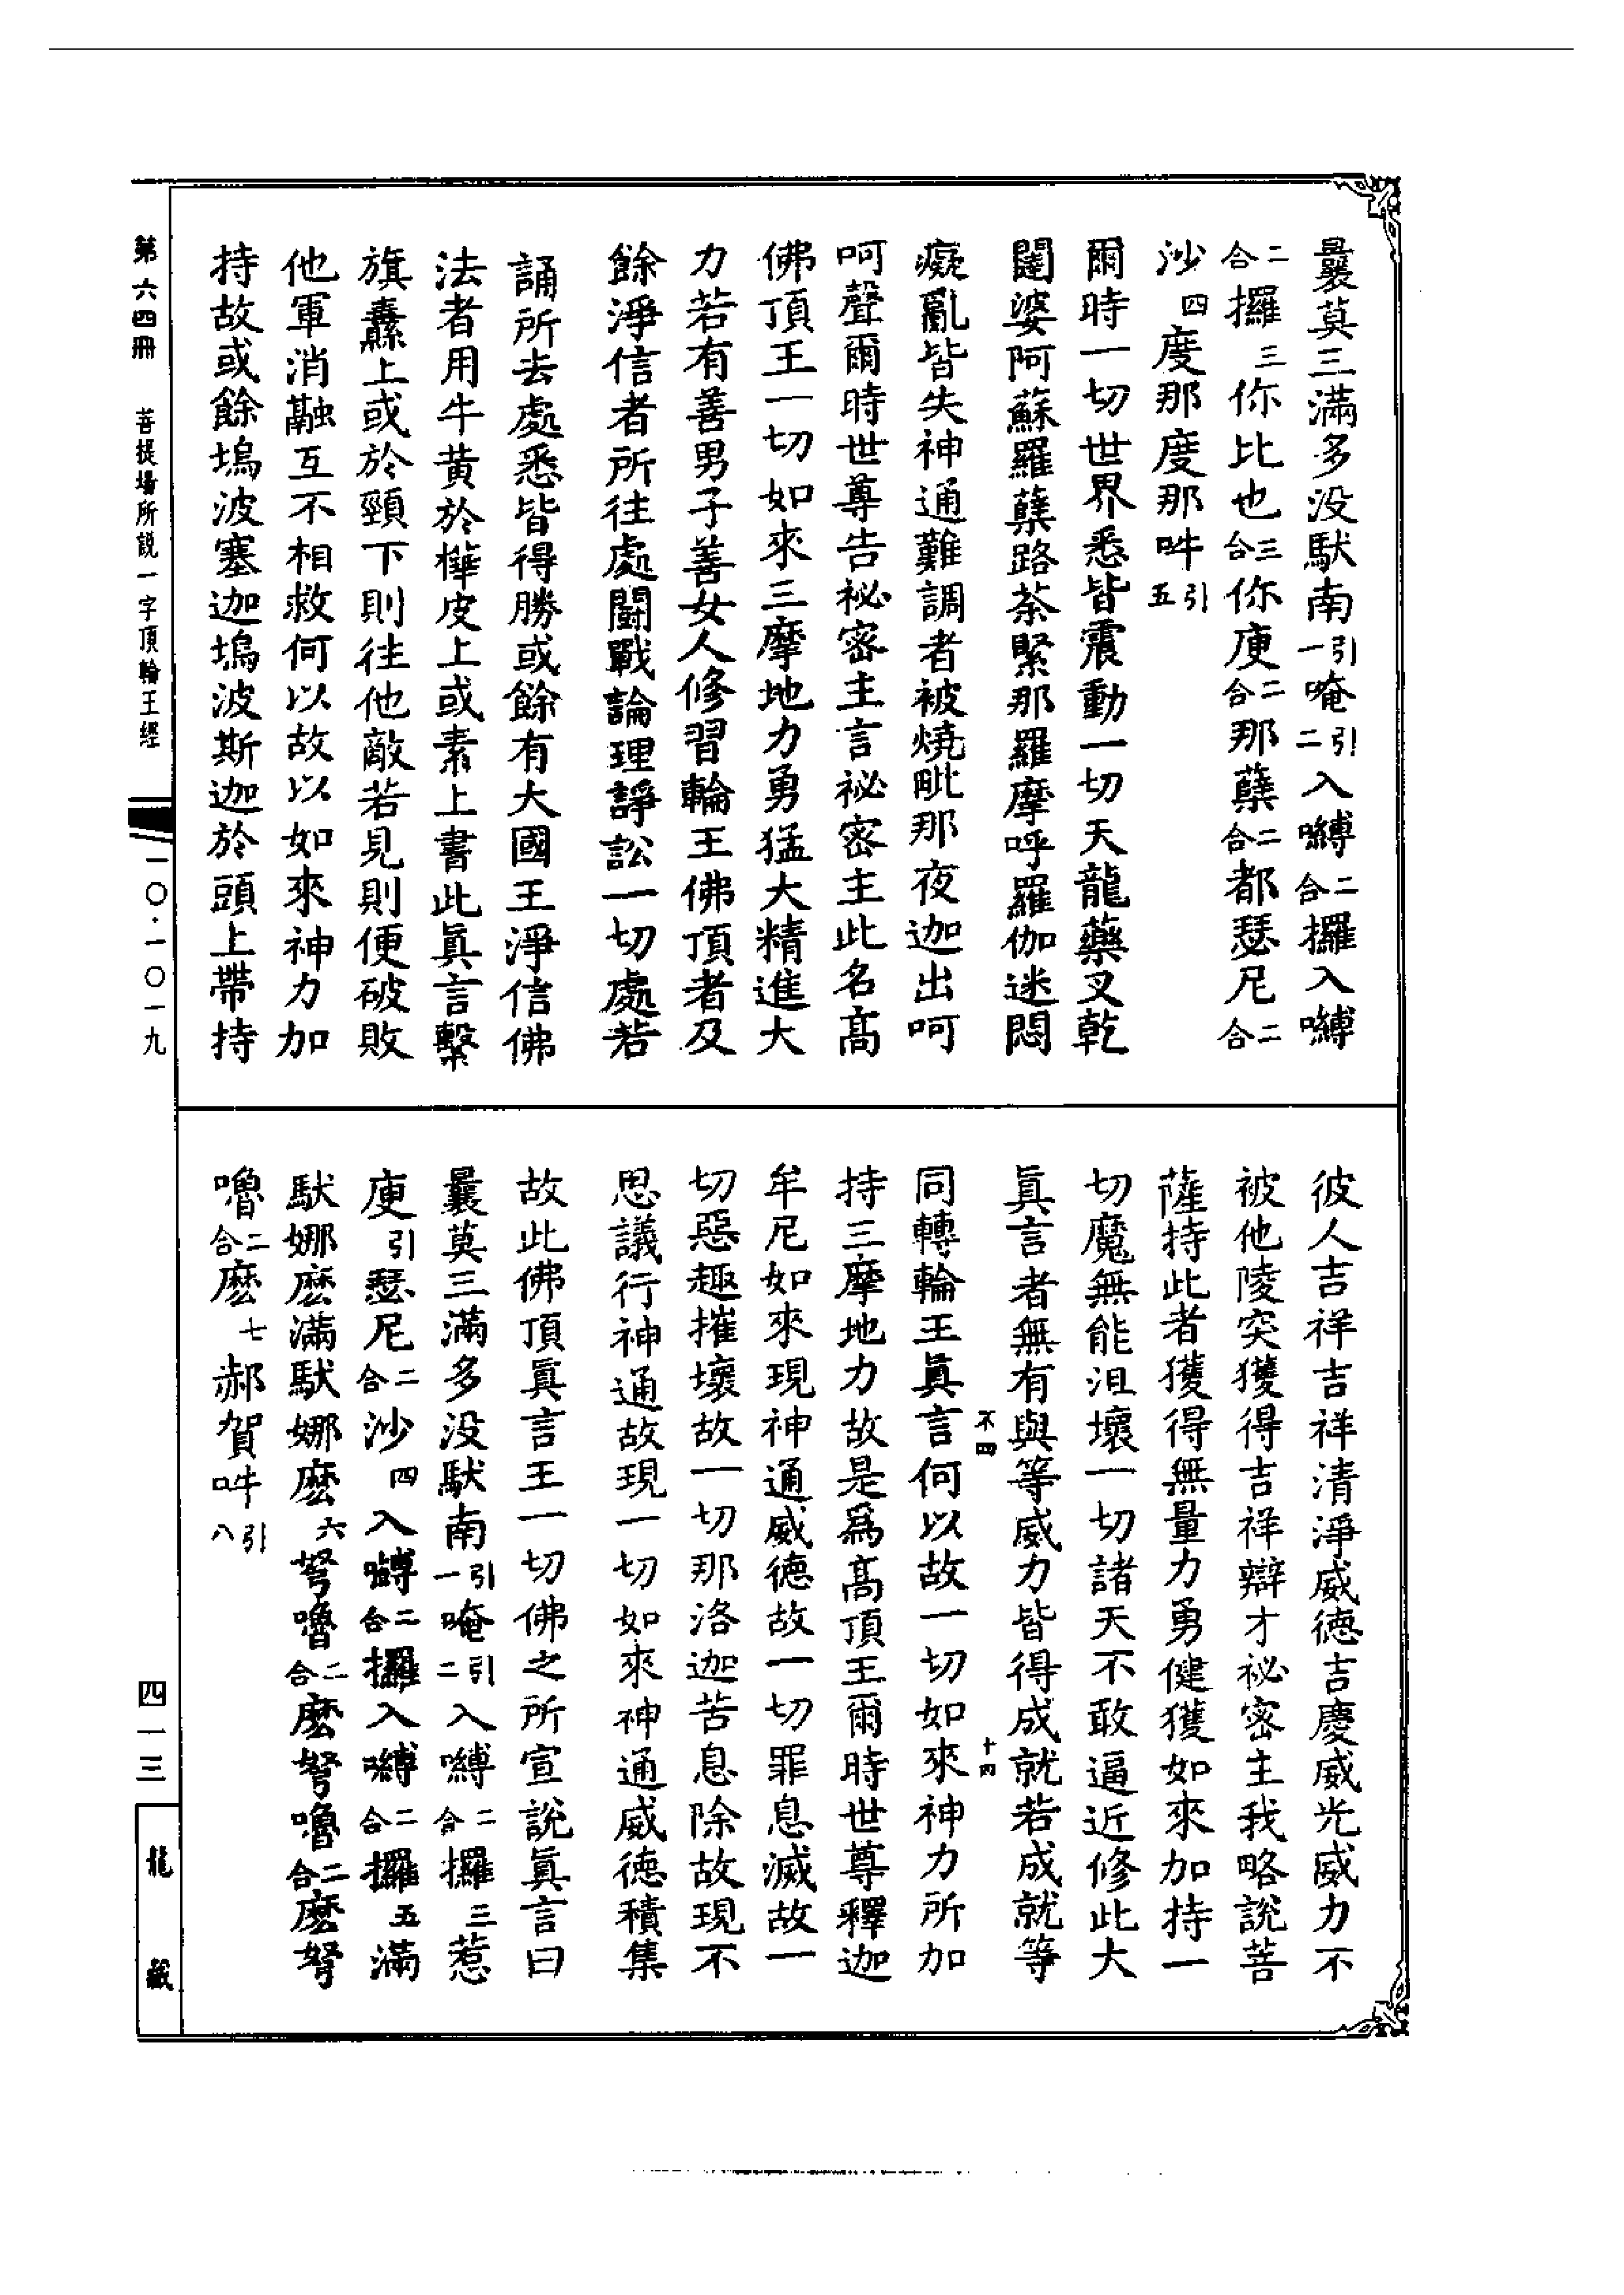 曩莫三滿多没馱南引一唵引二入嚩二合攞入嚩
二合攞三你比也三合你庾二合那蘖二合都瑟尼二合
沙四度那度那吽引五
爾時一切世界悉皆震動一切天龍藥叉乾
闥婆阿蘇羅蘖路荼緊那羅摩呼羅伽迷悶
癡亂皆失神通難調者被燒毗那夜迦出呵
呵聲爾時世尊告祕密主言祕密主此名高
佛頂王一切如來三摩地力勇猛大精進大
力若有善男子善女人修習輪王佛頂者及
餘淨信者所往處鬬戰論理諍訟一切處若
誦所去處悉皆得勝或餘有大國王淨信佛
法者用牛黄於樺皮上或素上書此眞言繫
旗纛上或於頸下則往他敵若見則便破敗
他軍消融互不相救何以故以如來神力加
持故或餘塢波塞迦塢波斯迦於頭上帶持
彼人吉祥吉祥清淨威德吉慶威光威力不
被他陵突獲得吉祥辯才祕密主我略說菩
薩持此者獲得無量力勇健獲如來加持一
切魔無能沮壞一切諸天不敢逼近修此大
眞言者無有與等威力皆得成就若成就等
不四
十四
同轉輪王眞言何以故一切如來神力所加
持三摩地力故是爲高頂王爾時世尊釋迦
牟尼如來現神通威德故一切罪息滅故一
切惡趣摧壞故一切那洛迦苦息除故現不
思議行神通故現一切如來神通威德積集
故此佛頂眞言王一切佛之所宣說眞言曰
曩莫三滿多没馱南引一唵引二入嚩二合攞三惹
庾引瑟尼二合沙四入嚩二合攞入嚩二合攞五滿
馱娜麽滿馱娜麽六弩嚕二合麽弩嚕二合麽弩
嚕二合麽七郝賀吽引八
第六四冊　菩提場所説一字頂輪王經
一〇・一〇一九
四一三
龍藏